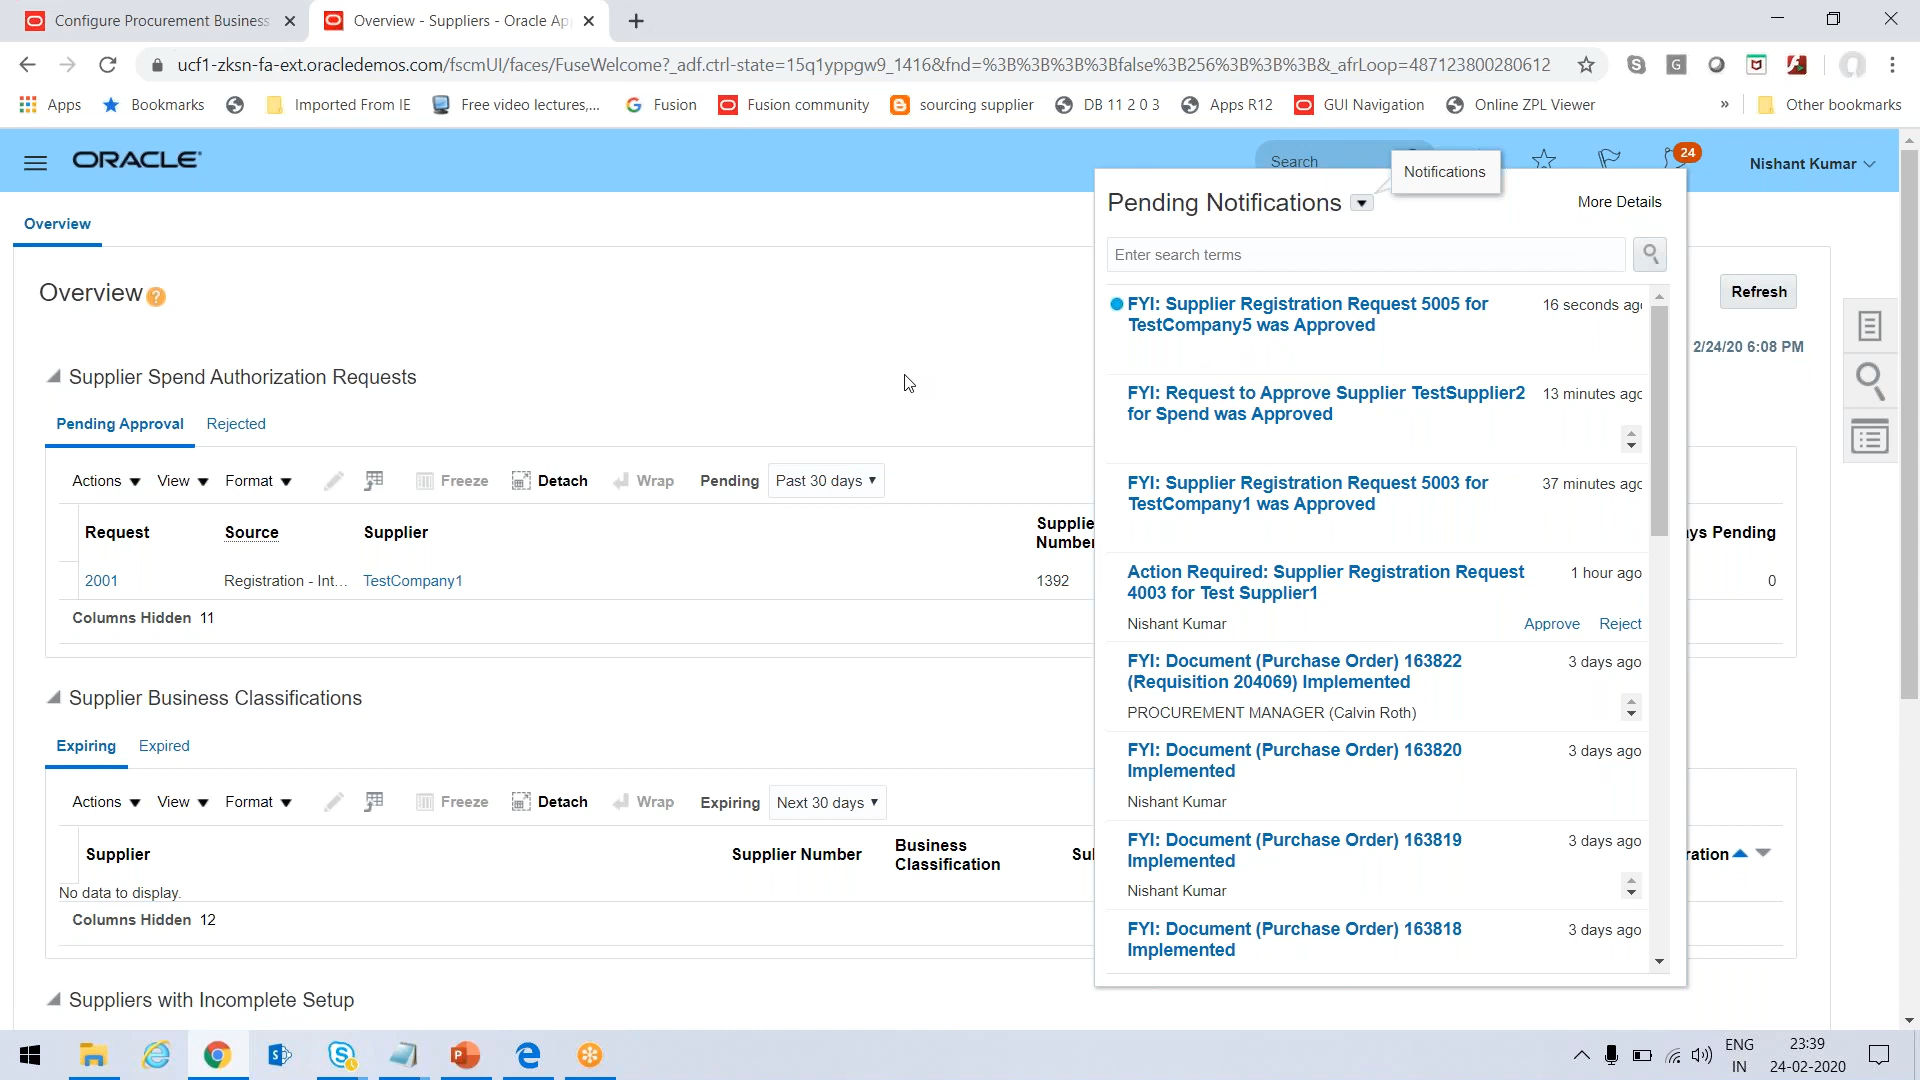 Configure Procurement Business
Overview - Suppliers - Oracle Ap
ucf1-zksn-fa-ext.oracledemos.com/fscmUI/faces/FuseWelcome?_adf.ctrl-state=15q1yppgw9_1416&fnd=%3B%3B%3B%3Bfalse%3B256%3B%3B%3B&_afrLoop=487123800280612
Apps
Bookmarks
Imported From IE
Free video lectures,...
Fusion
Fusion community
sourcing supplier
DB 11 2 0 3
Apps R12
GUI Navigation
Online ZPL Viewer
»
Other bookmarks
ORACLE
Search
24
Nishant Kumar
Notifications
Overview
Overview
Refresh
2/24/20 6:08 PM
Supplier Spend Authorization Requests
Pending Approval
Rejected
Actions View Format Freeze Detach Wrap Pending Past 30 days
Request Source Supplier
Supplie
Number
ys Pending
2001 Registration - Int... TestCompany1 1392 0
Columns Hidden 11
Supplier Business Classifications
Expiring
Expired
Actions View Format Freeze Detach Wrap Expiring Next 30 days
Supplier Supplier Number
Business
Classification
Sul
ration
No data to display.
Columns Hidden 12
Suppliers with Incomplete Setup
Pending Notifications
More Details
Enter search terms
FYI: Supplier Registration Request 5005 for 16 seconds ago
TestCompany5 was Approved
FYI: Request to Approve Supplier TestSupplier2 13 minutes ago
for Spend was Approved
FYI: Supplier Registration Request 5003 for 37 minutes ago
TestCompany1 was Approved
Action Required: Supplier Registration Request 1 hour ago
4003 for Test Supplier1
Nishant Kumar Approve Reject
FYI: Document (Purchase Order) 163822 3 days ago
(Requisition 204069) Implemented
PROCUREMENT MANAGER (Calvin Roth)
FYI: Document (Purchase Order) 163820 3 days ago
Implemented
Nishant Kumar
FYI: Document (Purchase Order) 163819 3 days ago
Implemented
Nishant Kumar
FYI: Document (Purchase Order) 163818 3 days ago
Implemented
ENG
IN
23:39
24-02-2020